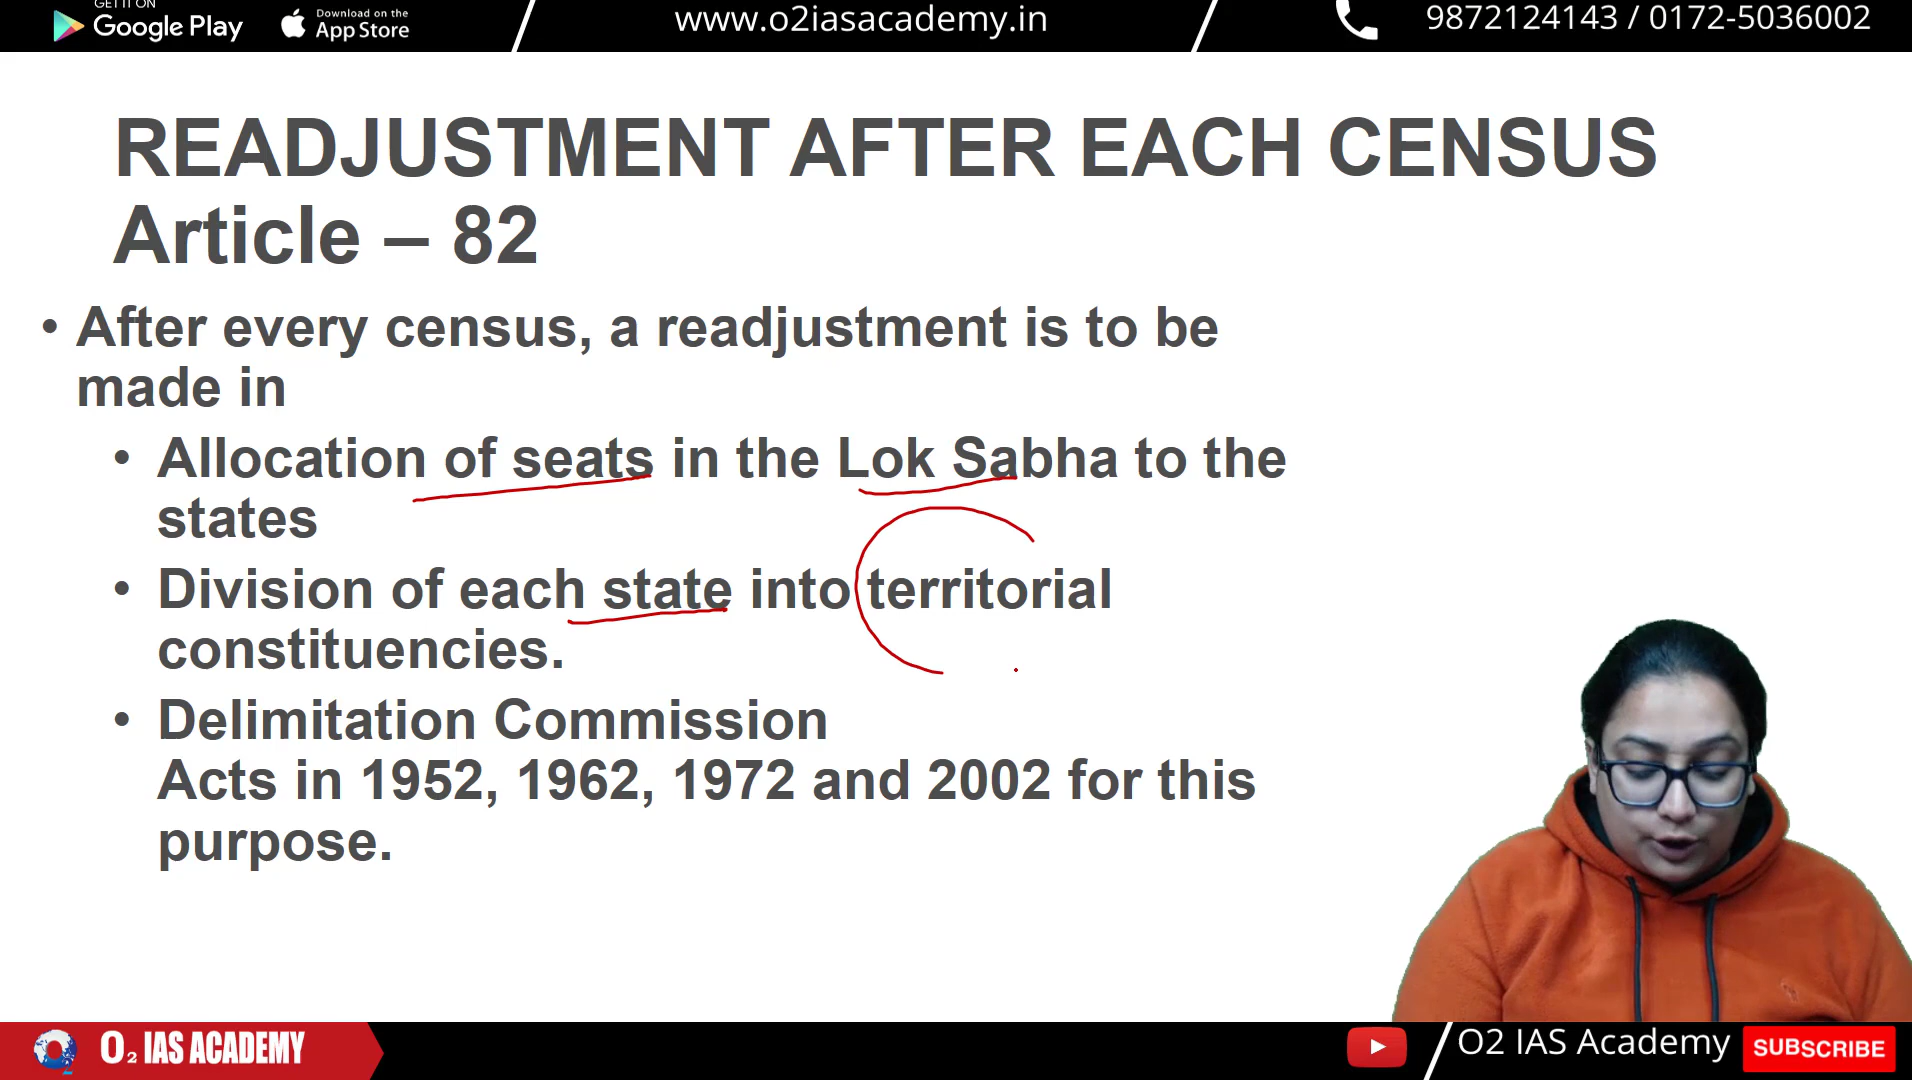 GET IT ON
Google Play
Download on the
App Store
www.o2iasacademy.in
9872124143 / 0172-5036002
READJUSTMENT AFTER EACH CENSUS
Article – 82
• After every census, a readjustment is to be
made in
• Allocation of seats in the Lok Sabha to the
states
• Division of each state into territorial
constituencies.
• Delimitation Commission
Acts in 1952, 1962, 1972 and 2002 for this
purpose.
O2 IAS ACADEMY
O2 IAS Academy
SUBSCRIBE